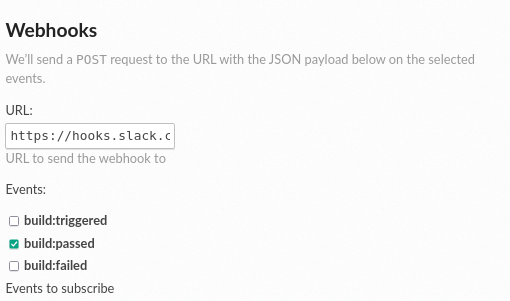 Webhooks
We'll send a POST request to the URL with the JSON payload below on the selected
events.
URL:
https://hooks.slack.c
URL to send the webhook to
Events:
build:triggered
build:passed
build:failed
Events to subscribe